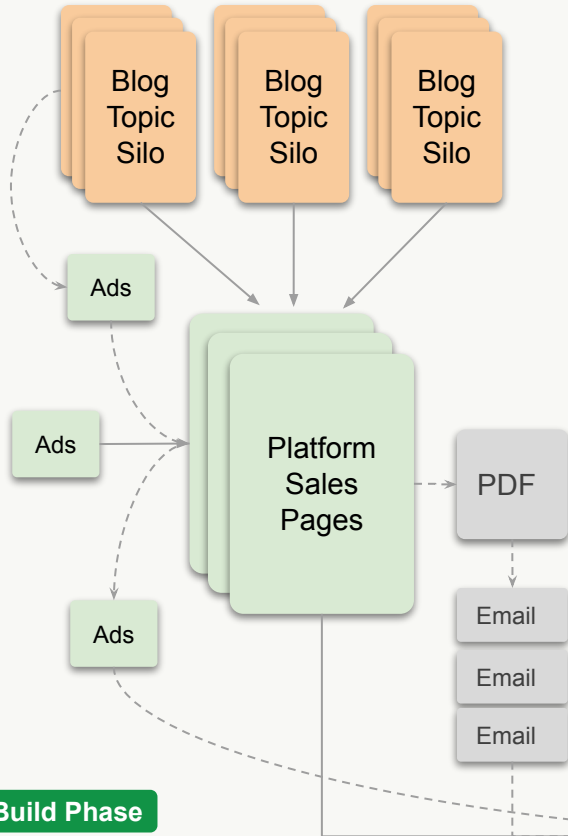 Blog
Topic
Silo
Blog
Topic
Silo
Blog
Topic
Silo
Ads
Ads
Platform
Sales
Pages
PDF
Email
Ads
Email
Email
Build Phase